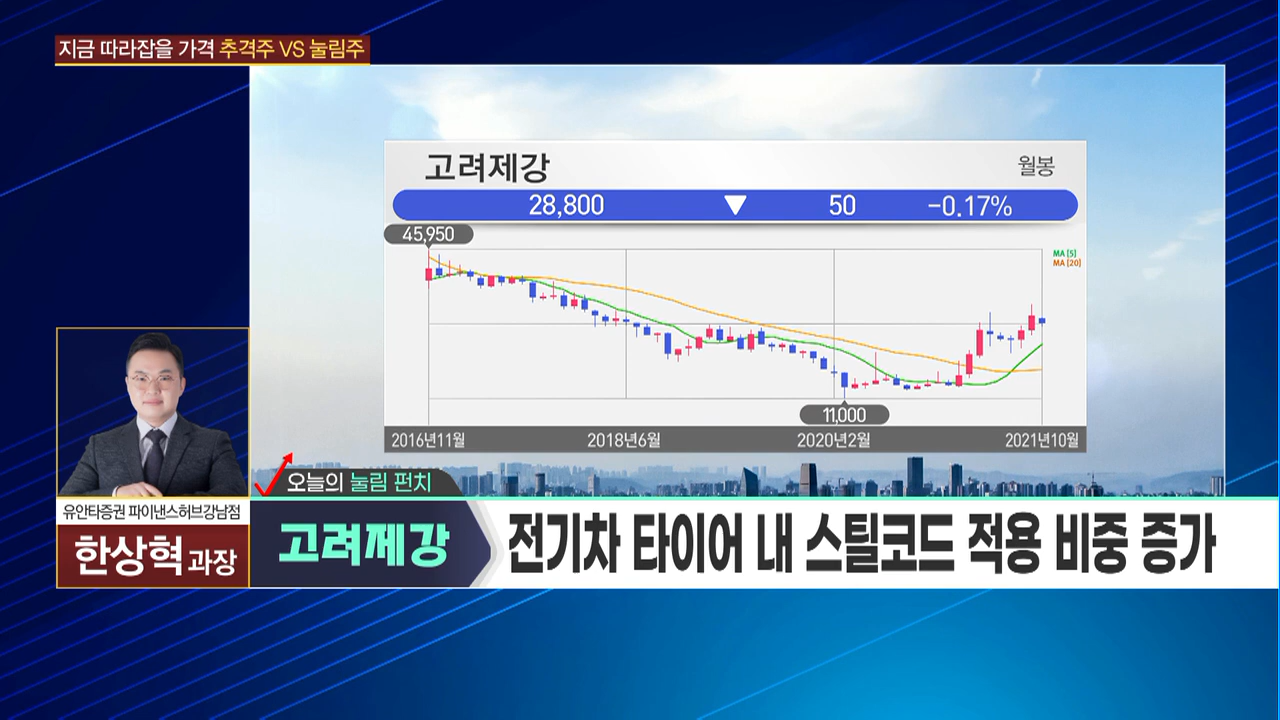 지금 따라잡을 가격 추격주 VS 눌림주
고려제강
월봉
28,800 ▼ 50 -0.17%
45,950
MA [5]
MA [20]
11,000
2016년11월 2018년6월 2020년2월 2021년10월
오늘의 눌림 펀치
유안타증권 파이낸스허브강남점
한상혁 과장
고려제강
전기차 타이어 내 스틸코드 적용 비중 증가